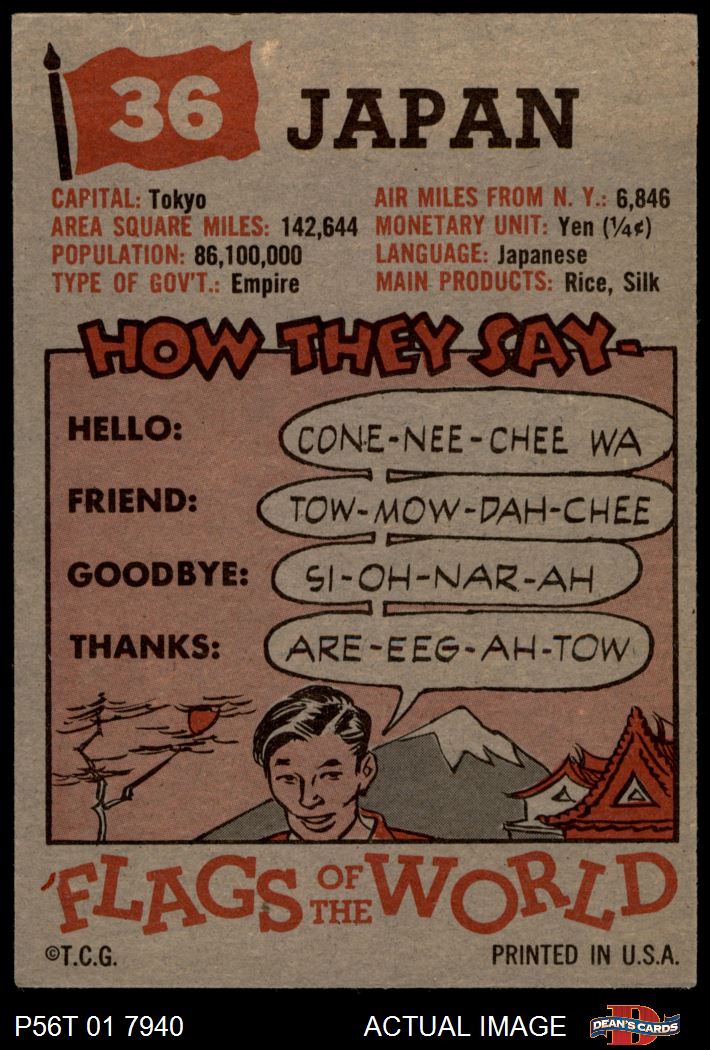 36 JAPAN
CAPITAL: Tokyo
AREA SQUARE MILES: 142,644
POPULATION: 86,100,000
TYPE OF GOV'T.: Empire
AIR MILES FROM N. Y.: 6,846
MONETARY UNIT: Yen (¼¢)
LANGUAGE: Japanese
MAIN PRODUCTS: Rice, Silk
HOW THEY SAY-
HELLO: CONE-NEE-CHEE WA
FRIEND: TOW-MOW-DAH-CHEE
GOODBYE: SI-OH-NAR-AH
THANKS: ARE-EEG-AH-TOW
FLAGS OF THE WORLD
©T.C.G. PRINTED IN U.S.A.
P56T 01 7940 ACTUAL IMAGE D DEAN'S CARDS